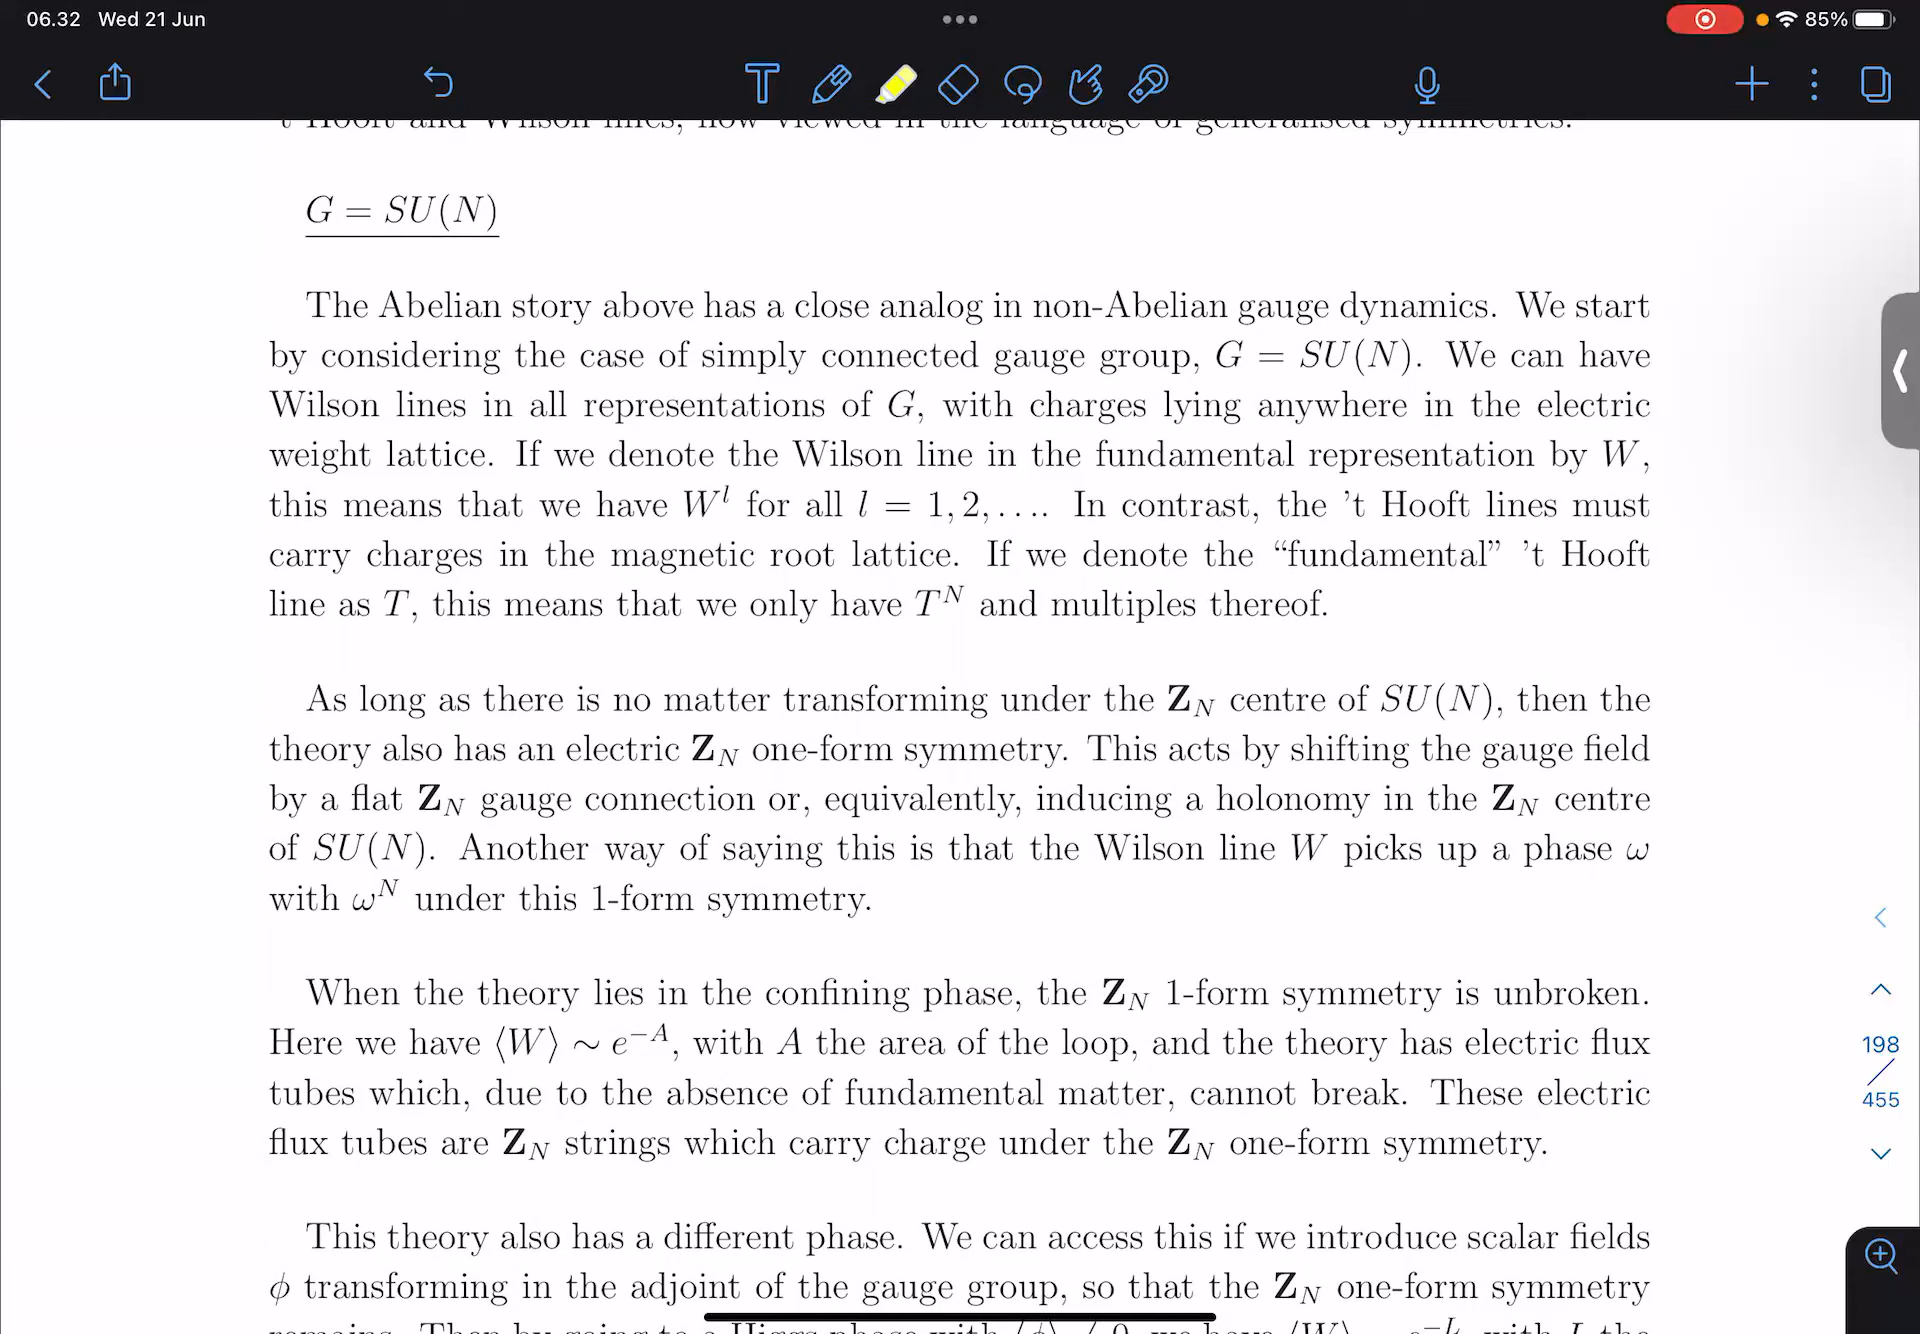 06.32 Wed 21 Jun
85%
't Hooft and Wilson lines, now viewed in the language of generalised symmetries.
G = SU(N)
The Abelian story above has a close analog in non-Abelian gauge dynamics. We start
by considering the case of simply connected gauge group, G = SU(N). We can have
Wilson lines in all representations of G, with charges lying anywhere in the electric
weight lattice. If we denote the Wilson line in the fundamental representation by W,
this means that we have W^l for all l = 1, 2, .... In contrast, the 't Hooft lines must
carry charges in the magnetic root lattice. If we denote the “fundamental” 't Hooft
line as T, this means that we only have T^N and multiples thereof.
As long as there is no matter transforming under the Z_N centre of SU(N), then the
theory also has an electric Z_N one-form symmetry. This acts by shifting the gauge field
by a flat Z_N gauge connection or, equivalently, inducing a holonomy in the Z_N centre
of SU(N). Another way of saying this is that the Wilson line W picks up a phase ω
with ω^N under this 1-form symmetry.
When the theory lies in the confining phase, the Z_N 1-form symmetry is unbroken.
Here we have ⟨W⟩ ∼ e^{-A}, with A the area of the loop, and the theory has electric flux
tubes which, due to the absence of fundamental matter, cannot break. These electric
flux tubes are Z_N strings which carry charge under the Z_N one-form symmetry.
This theory also has a different phase. We can access this if we introduce scalar fields
ϕ transforming in the adjoint of the gauge group, so that the Z_N one-form symmetry
198
/
455